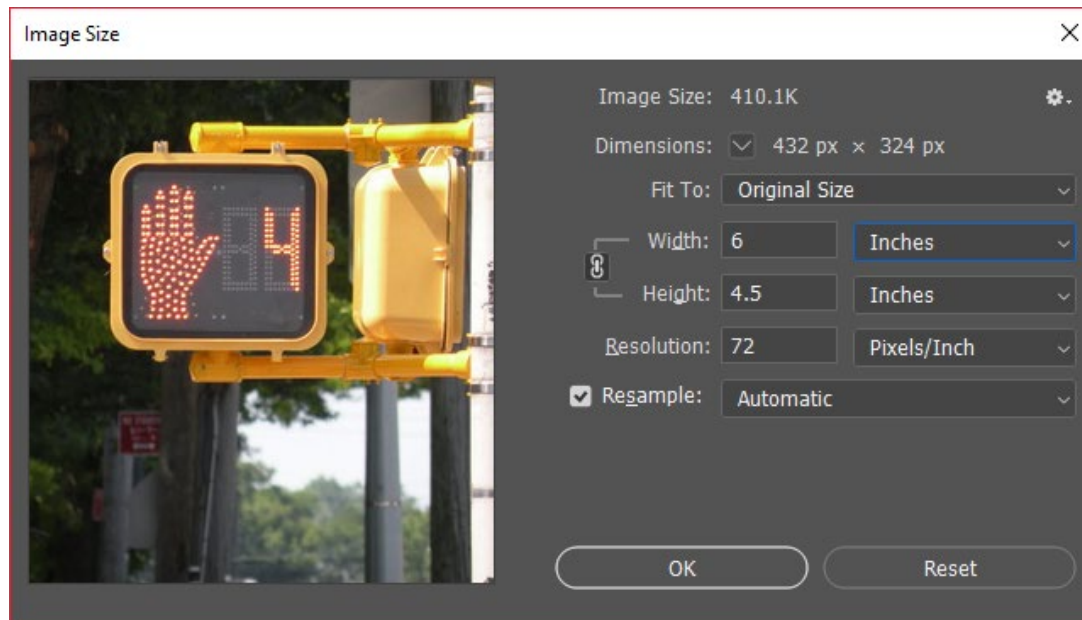 Image Size
Image Size: 410.1K
Dimensions: 432 px × 324 px
Fit To: Original Size
Width: 6 Inches
Height: 4.5 Inches
Resolution: 72 Pixels/Inch
Resample: Automatic
OK Reset
4